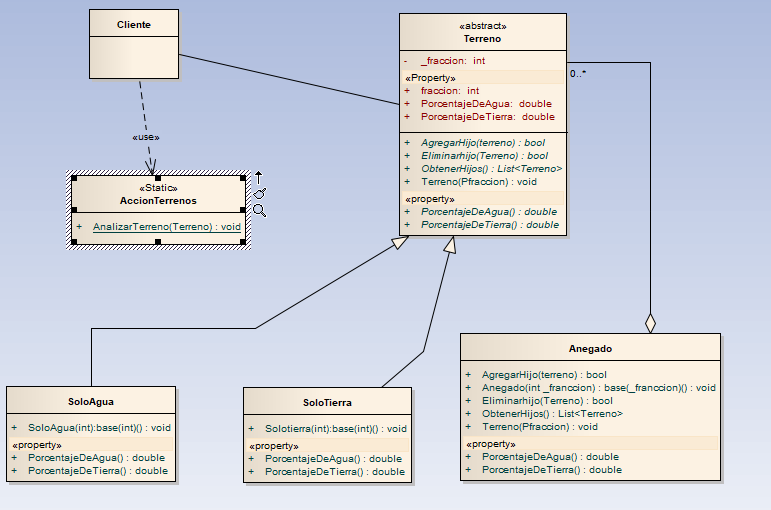 Cliente
«use»
«Static»
AccionTerrenos
+ AnalizarTerreno(Terreno) : void
«abstract»
Terreno
- _fraccion: int
«Property»
+ fraccion: int
+ PorcentajeDeAgua: double
+ PorcentajeDeTierra: double
+ AgregarHijo(terreno) : bool
+ Eliminarhijo(Terreno) : bool
+ ObtenerHijos() : List<Terreno>
+ Terreno(Pfraccion) : void
«property»
+ PorcentajeDeAgua() : double
+ PorcentajeDeTierra() : double
0..*
SoloAgua
+ SoloAgua(int):base(int)() : void
«property»
+ PorcentajeDeAgua() : double
+ PorcentajeDeTierra() : double
SoloTierra
+ Solotierra(int):base(int)() : void
«property»
+ PorcentajeDeAgua() : double
+ PorcentajeDeTierra() : double
Anegado
+ AgregarHijo(terreno) : bool
+ Anegado(int _franccion) : base(_franccion)() : void
+ Eliminarhijo(Terreno) : bool
+ ObtenerHijos() : List<Terreno>
+ Terreno(Pfraccion) : void
«property»
+ PorcentajeDeAgua() : double
+ PorcentajeDeTierra() : double